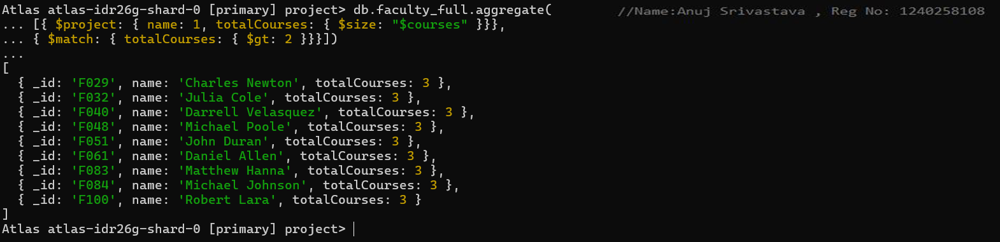 Atlas atlas-idr26g-shard-0 [primary] project> db.faculty_full.aggregate( //Name:Anuj Srivastava , Reg No: 1240258108
... [{ $project: { name: 1, totalCourses: { $size: "$courses" }}},
... { $match: { totalCourses: { $gt: 2 }}}])
...
[
  { _id: 'F029', name: 'Charles Newton', totalCourses: 3 },
  { _id: 'F032', name: 'Julia Cole', totalCourses: 3 },
  { _id: 'F040', name: 'Darrell Velasquez', totalCourses: 3 },
  { _id: 'F048', name: 'Michael Poole', totalCourses: 3 },
  { _id: 'F051', name: 'John Duran', totalCourses: 3 },
  { _id: 'F061', name: 'Daniel Allen', totalCourses: 3 },
  { _id: 'F083', name: 'Matthew Hanna', totalCourses: 3 },
  { _id: 'F084', name: 'Michael Johnson', totalCourses: 3 },
  { _id: 'F100', name: 'Robert Lara', totalCourses: 3 }
]
Atlas atlas-idr26g-shard-0 [primary] project>